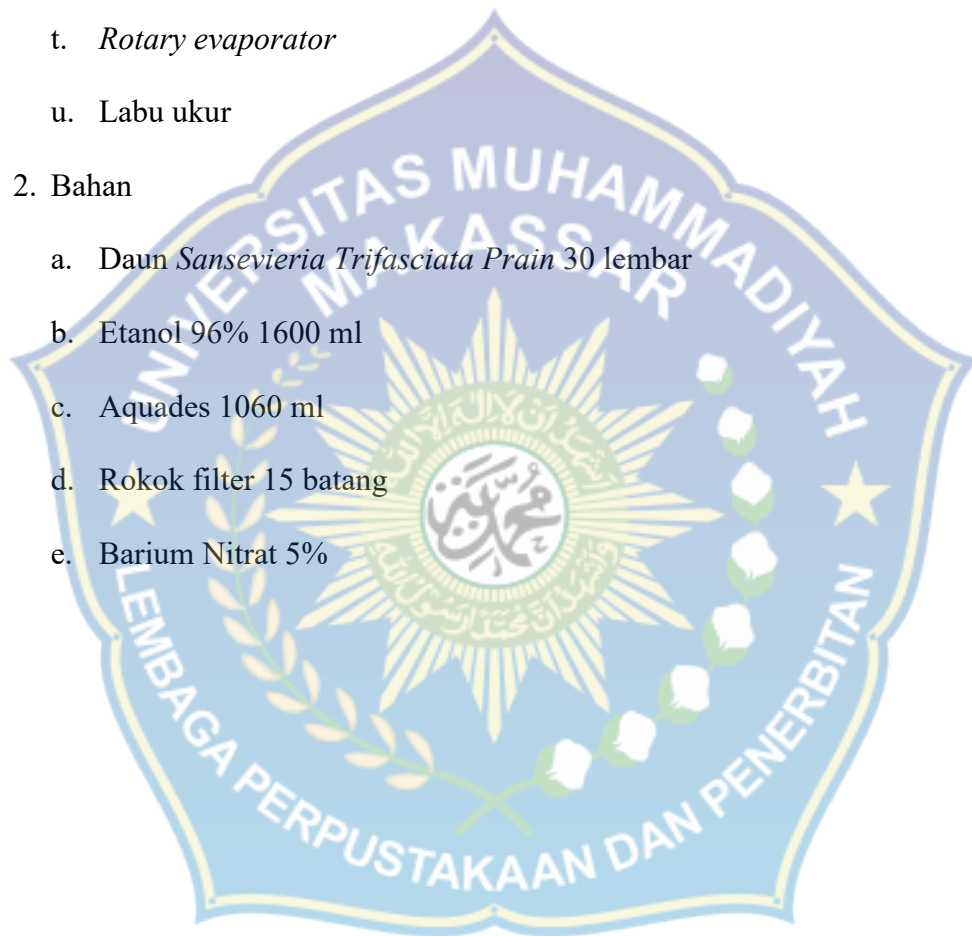 t. Rotary evaporator
u. Labu ukur
2. Bahan
a. Daun Sansevieria Trifasciata Prain 30 lembar
b. Etanol 96% 1600 ml
c. Aquades 1060 ml
d. Rokok filter 15 batang
e. Barium Nitrat 5%
UNIVERSITAS MUHAMMADIYAH
MAKASSAR
LEMBAGA PERPUSTAKAAN DAN PENERBITAN